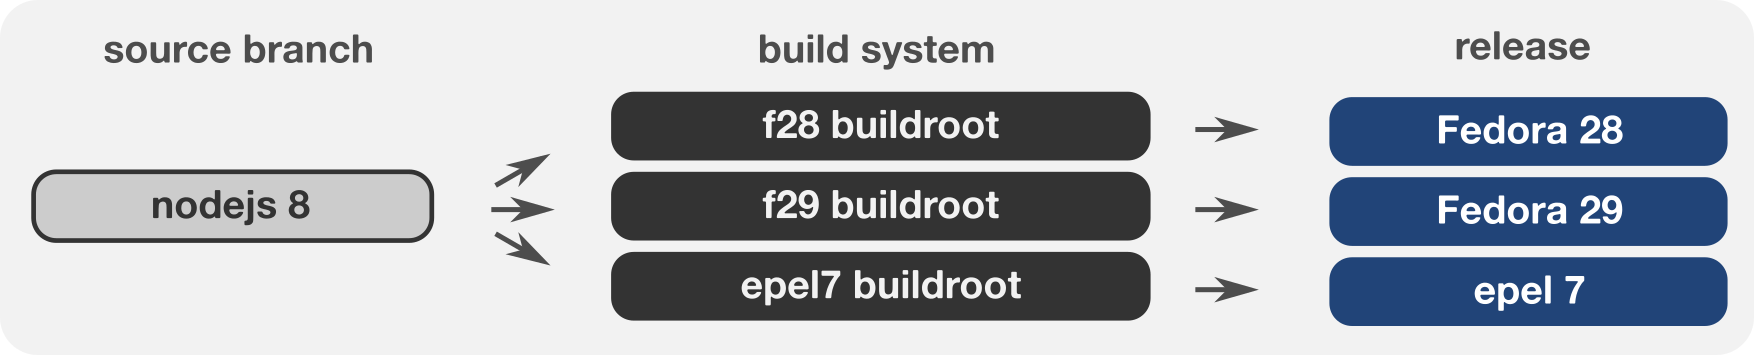 source branch
build system
release
nodejs 8
f28 buildroot
f29 buildroot
epel7 buildroot
Fedora 28
Fedora 29
epel 7